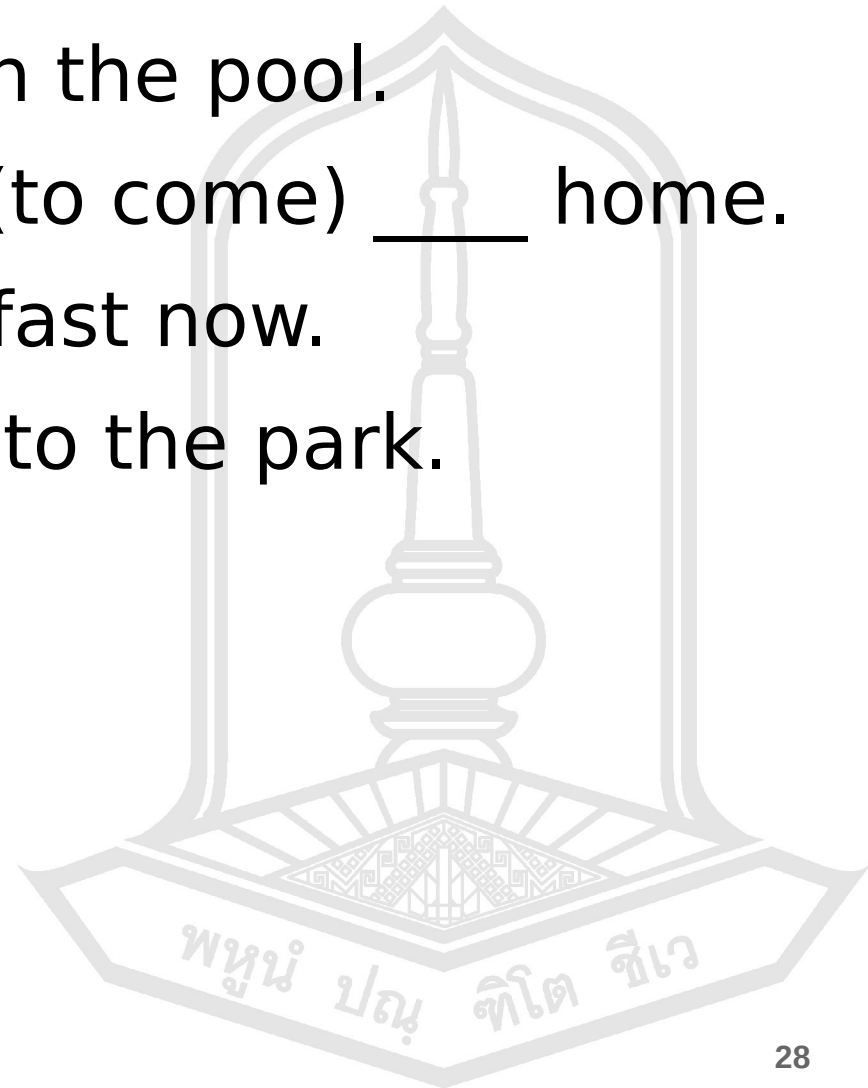 n the pool.
(to come) ____ home.
fast now.
to the park.
พหูนํ ปณฺฑิโต ชีเว
28